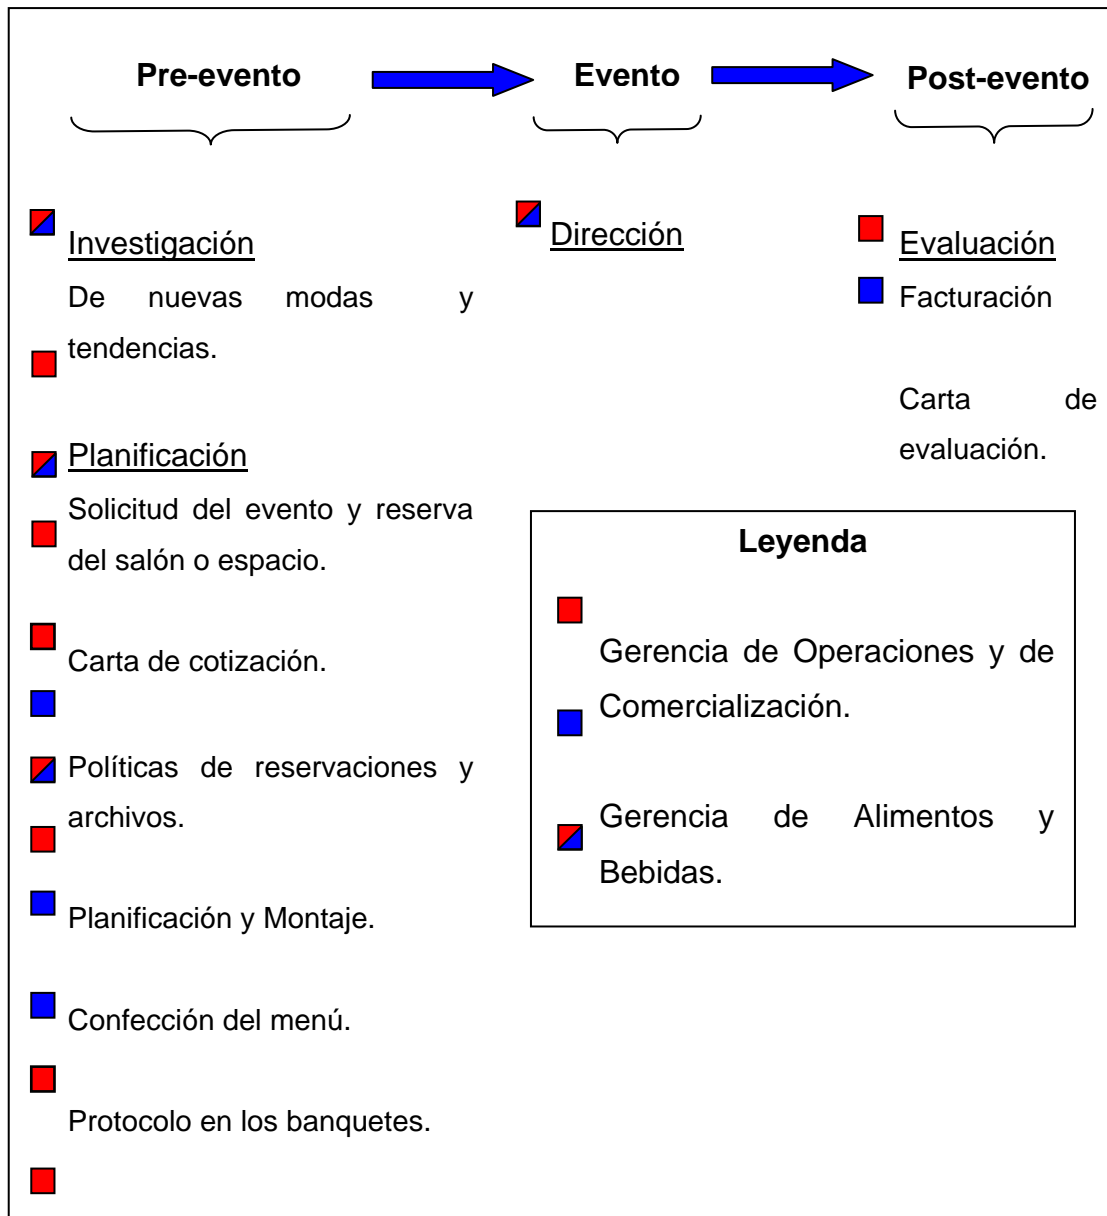 Pre-evento
Evento
Post-evento
Investigación
De nuevas modas y
tendencias.
Planificación
Solicitud del evento y reserva
del salón o espacio.
Carta de cotización.
Políticas de reservaciones y
archivos.
Planificación y Montaje.
Confección del menú.
Protocolo en los banquetes.
Dirección
Evaluación
Facturación
Carta de
evaluación.
Leyenda
Gerencia de Operaciones y de
Comercialización.
Gerencia de Alimentos y
Bebidas.